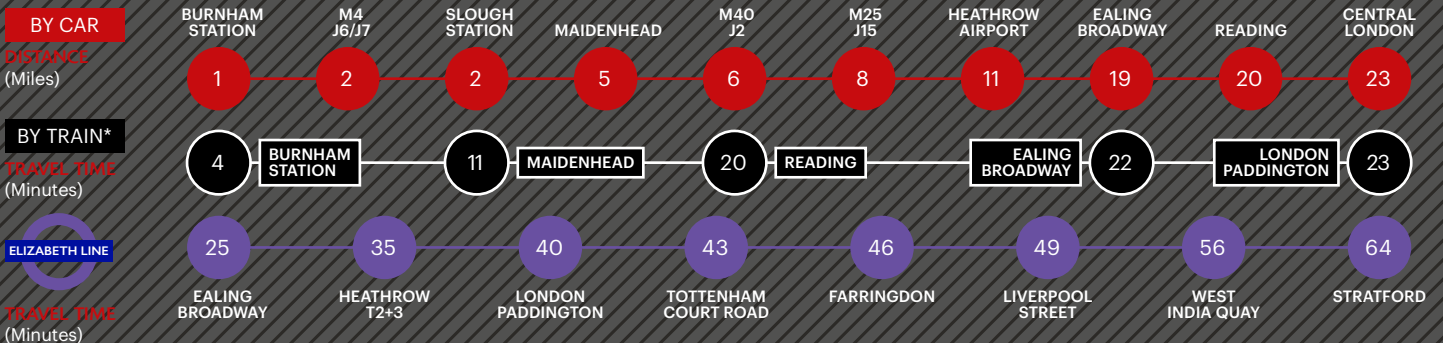 BY CAR
DISTANCE
(Miles)
BURNHAM
STATION
1
M4
J6/J7
2
SLOUGH
STATION
2
MAIDENHEAD
5
M40
J2
6
M25
J15
8
HEATHROW
AIRPORT
11
EALING
BROADWAY
19
READING
20
CENTRAL
LONDON
23
BY TRAIN*
TRAVEL TIME
(Minutes)
4
BURNHAM
STATION
11
MAIDENHEAD
20
READING
EALING
BROADWAY
22
LONDON
PADDINGTON
23
ELIZABETH LINE
TRAVEL TIME
(Minutes)
25
EALING
BROADWAY
35
HEATHROW
T2+3
40
LONDON
PADDINGTON
43
TOTTENHAM
COURT ROAD
46
FARRINGDON
49
LIVERPOOL
STREET
56
WEST
INDIA QUAY
64
STRATFORD